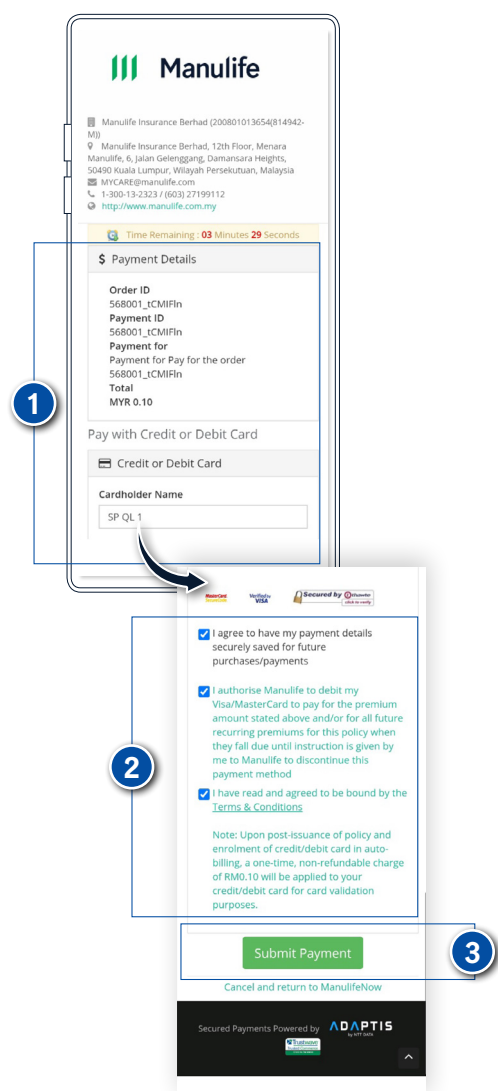 Manulife
Manulife Insurance Berhad (200801013654(814942-
M))
Manulife Insurance Berhad, 12th Floor, Menara
Manulife, 6, Jalan Gelenggang, Damansara Heights,
50490 Kuala Lumpur, Wilayah Persekutuan, Malaysia
MYCARE@manulife.com
1-300-13-2323 / (603) 27199112
http://www.manulife.com.my
Time Remaining : 03 Minutes 29 Seconds
$ Payment Details
Order ID
568001_tCMIFln
Payment ID
568001_tCMIFln
Payment for
Payment for Pay for the order
568001_tCMIFln
Total
MYR 0.10
1
Pay with Credit or Debit Card
Credit or Debit Card
Cardholder Name
SP QL 1
MasterCard
Verified by
VISA
Secured by
click to verify
I agree to have my payment details
securely saved for future
purchases/payments
I authorise Manulife to debit my
Visa/MasterCard to pay for the premium
amount stated above and/or for all future
recurring premiums for this policy when
they fall due until instruction is given by
me to Manulife to discontinue this
payment method
2
I have read and agreed to be bound by the
Terms & Conditions
Note: Upon post-issuance of policy and
enrolment of credit/debit card in auto-
billing, a one-time, non-refundable charge
of RM0.10 will be applied to your
credit/debit card for card validation
purposes.
Submit Payment
3
Cancel and return to ManulifeNow
Secured Payments Powered by
ADAPTIS
by NTT DATA
Trustwave